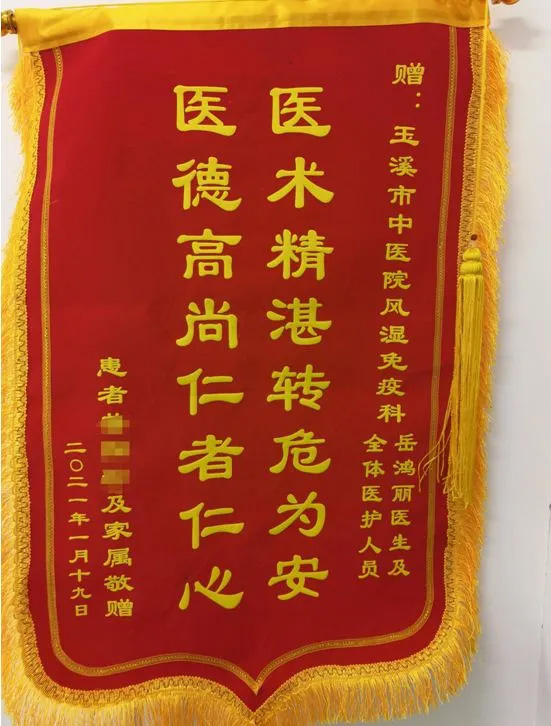 赠：玉溪市中医院风湿免疫科
岳鸿丽医生及
全体医护人员
医术精湛转危为安
医德高尚仁者仁心
患者及家属敬赠
二〇二一年一月十九日